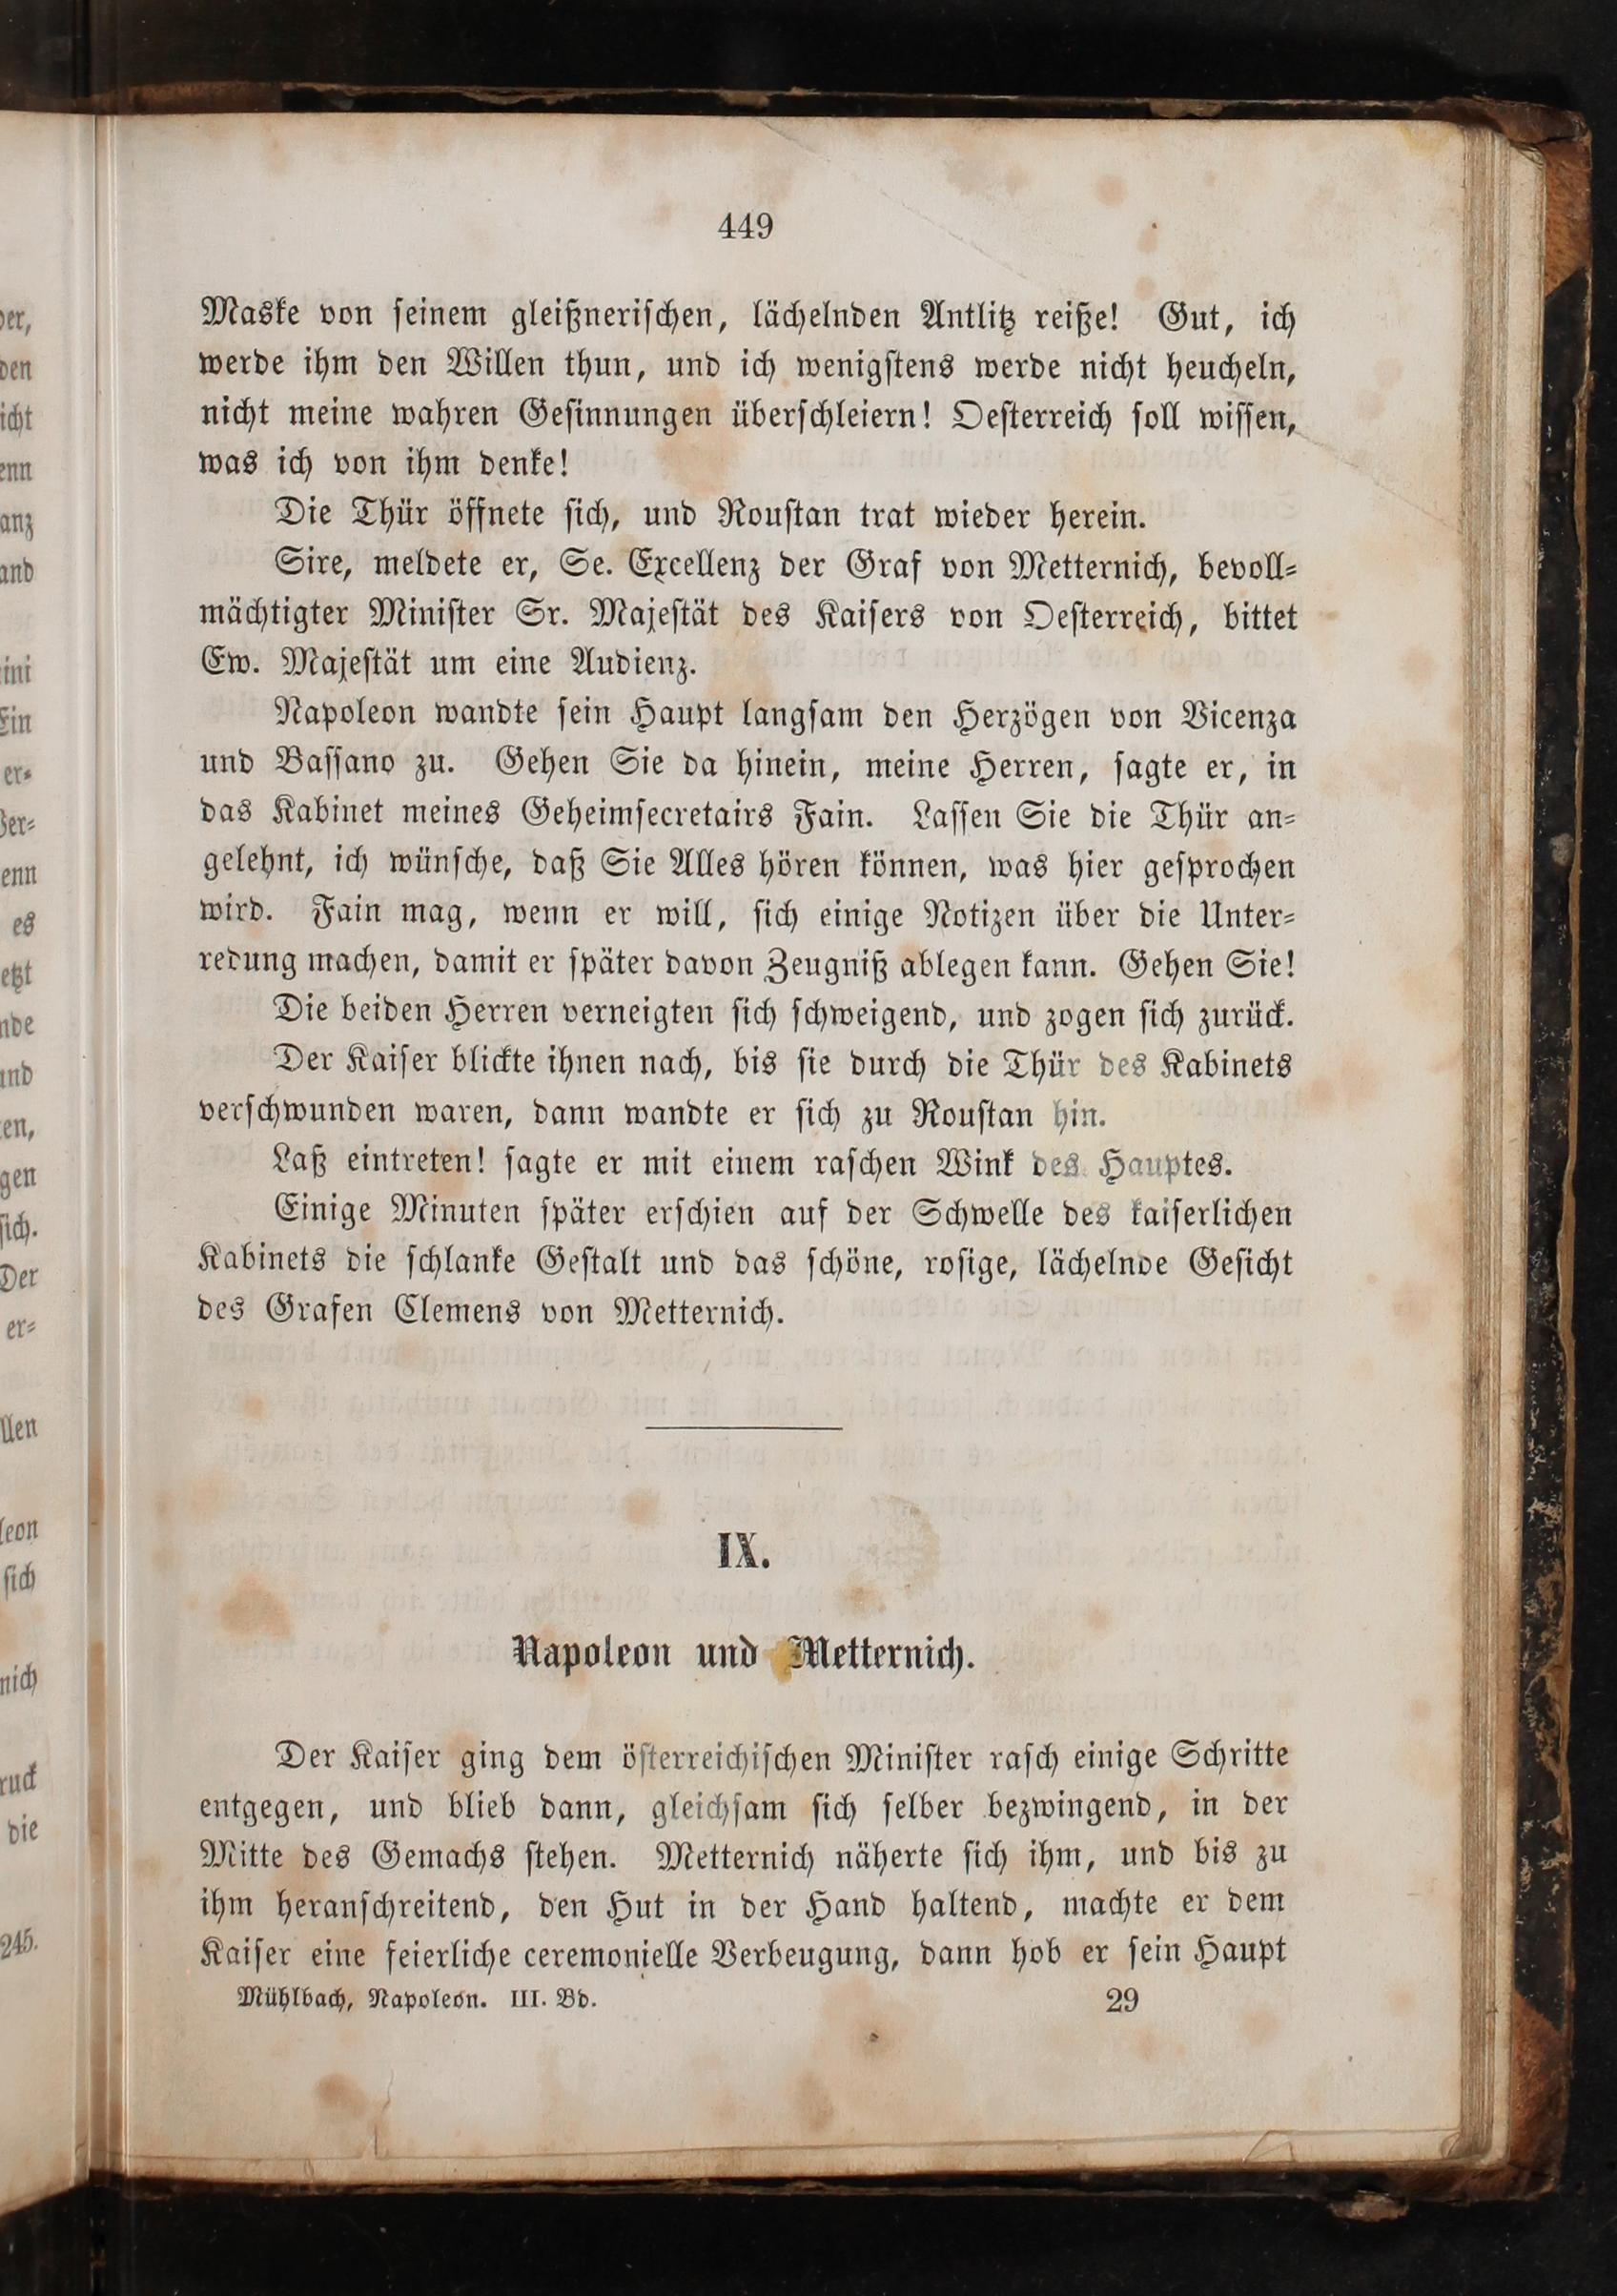 449
Maske von seinem gleißnerischen, lächelnden Antlitz reiße! Gut, ich
werde ihm den Willen thun, und ich wenigstens werde nicht heucheln,
nicht meine wahren Gesinnungen überschleiern! Oesterreich soll wissen,
was ich von ihm denke!
Die Thür öffnete sich, und Roustan trat wieder herein.
Sire, meldete er, Se. Excellenz der Graf von Metternich, bevoll-
mächtigter Minister Sr. Majestät des Kaisers von Oesterreich, bittet
Ew. Majestät um eine Audienz.
Napoleon wandte sein Haupt langsam den Herzögen von Vicenza
und Bassano zu. Gehen Sie da hinein, meine Herren, sagte er, in
das Kabinet meines Geheimsecretairs Fain. Lassen Sie die Thür an-
gelehnt, ich wünsche, daß Sie Alles hören können, was hier gesprochen
wird. Fain mag, wenn er will, sich einige Notizen über die Unter-
redung machen, damit er später davon Zeugniß ablegen kann. Gehen Sie!
Die beiden Herren verneigten sich schweigend, und zogen sich zurück.
Der Kaiser blickte ihnen nach, bis sie durch die Thür des Kabinets
verschwunden waren, dann wandte er sich zu Roustan hin.
Laß eintreten! sagte er mit einem raschen Wink des Hauptes.
Einige Minuten später erschien auf der Schwelle des kaiserlichen
Kabinets die schlanke Gestalt und das schöne, rosige, lächelnde Gesicht
des Grafen Clemens von Metternich.
IX.
Napoleon und Metternich.
Der Kaiser ging dem österreichischen Minister rasch einige Schritte
entgegen, und blieb dann, gleichsam sich selber bezwingend, in der
Mitte des Gemachs stehen. Metternich näherte sich ihm, und bis zu
ihm heranschreitend, den Hut in der Hand haltend, machte er dem
Kaiser eine feierliche ceremonielle Verbeugung, dann hob er sein Haupt
Mühlbach, Napoleon. III. Bd. 29